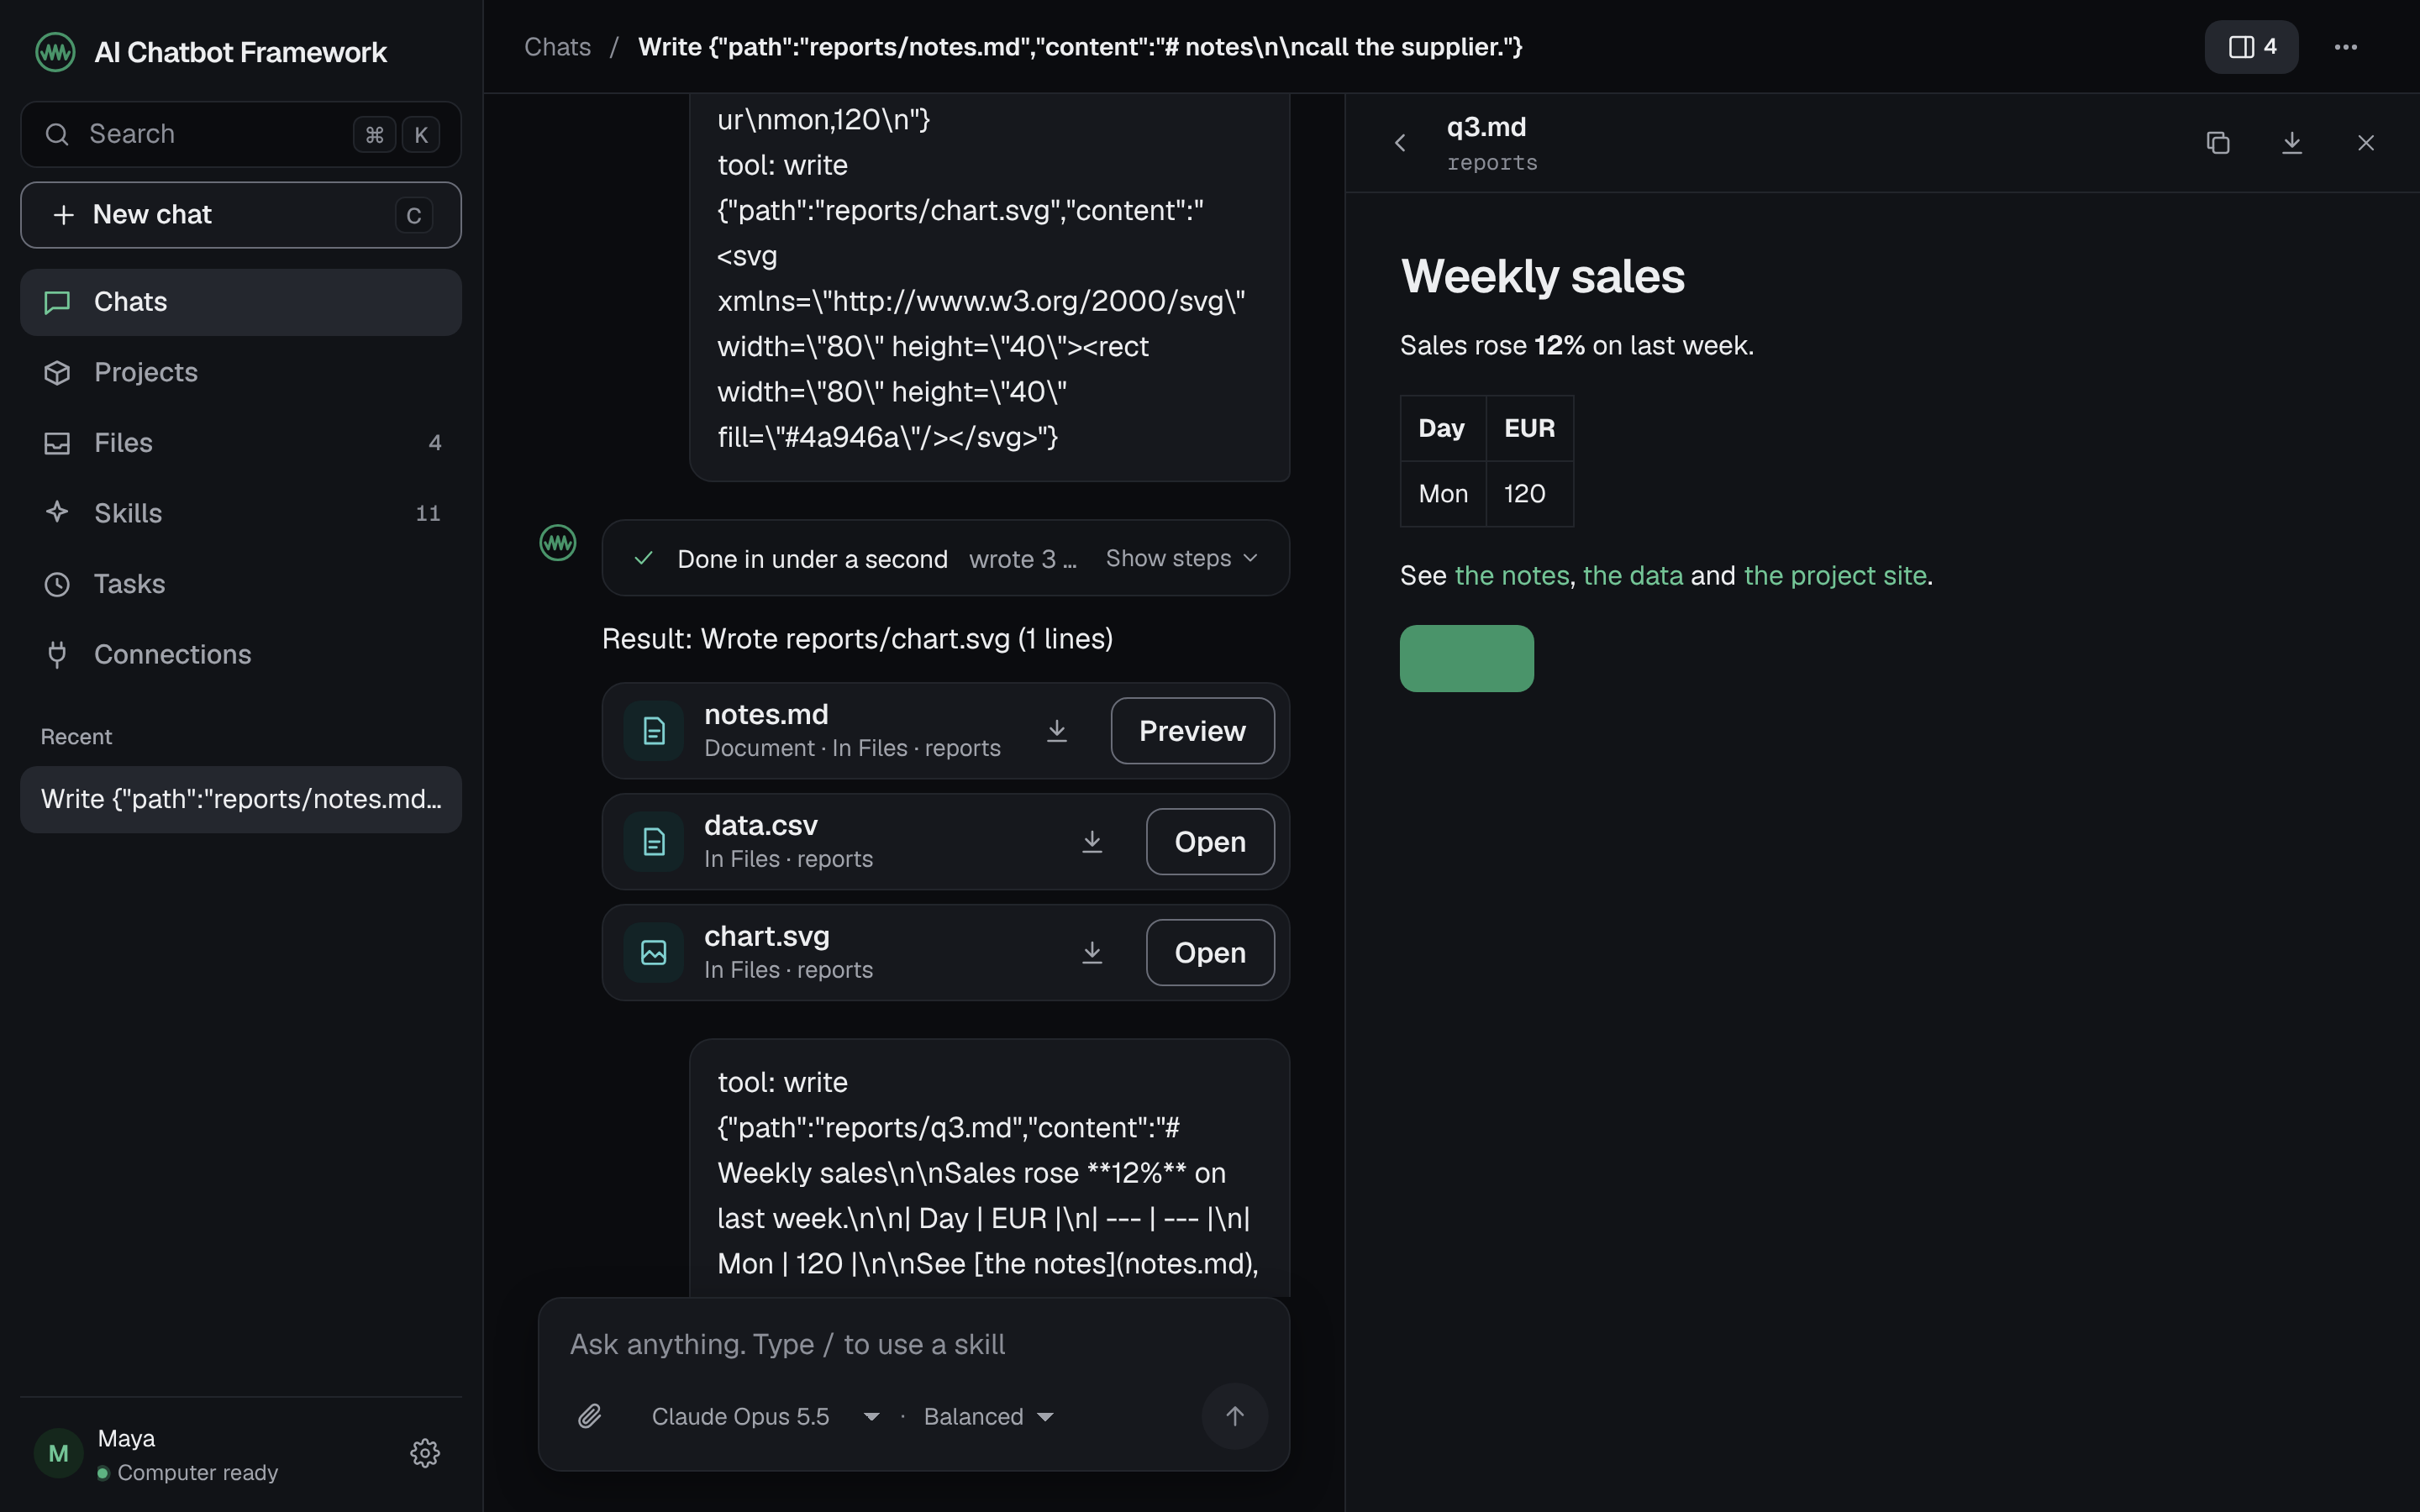 AI Chatbot Framework
Search ⌘ K
New chat C
Chats
Projects
Files 4
Skills 11
Tasks
Connections
Recent
Write {"path":"reports/notes.md...
M
Maya
Computer ready
Chats / Write {"path":"reports/notes.md","content":"# notes\n\ncall the supplier."}
4
ur\nmon,120\n"}
tool: write
{"path":"reports/chart.svg","content":"
<svg
xmlns=\"http://www.w3.org/2000/svg\"
width=\"80\" height=\"40\"><rect
width=\"80\" height=\"40\"
fill=\"#4a946a\"/></svg>"}
Done in under a second wrote 3 ... Show steps
Result: Wrote reports/chart.svg (1 lines)
notes.md
Document · In Files · reports
Preview
data.csv
In Files · reports
Open
chart.svg
In Files · reports
Open
tool: write
{"path":"reports/q3.md","content":"#
Weekly sales\n\nSales rose **12%** on
last week.\n\n| Day | EUR |\n| --- | --- |\n|
Mon | 120 |\n\nSee [the notes](notes.md),
Ask anything. Type / to use a skill
Claude Opus 5.5 · Balanced
q3.md
reports
Weekly sales
Sales rose 12% on last week.
Day EUR
Mon 120
See the notes, the data and the project site.